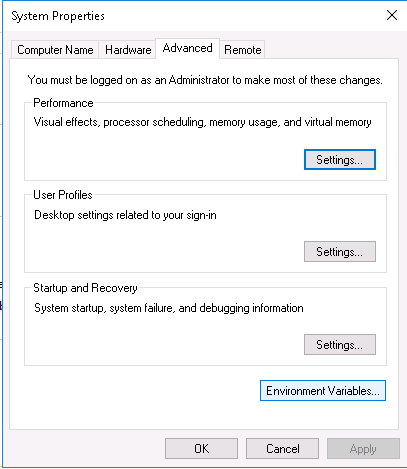 System Properties
Computer Name Hardware Advanced Remote
You must be logged on as an Administrator to make most of these changes.
Performance
Visual effects, processor scheduling, memory usage, and virtual memory
Settings...
User Profiles
Desktop settings related to your sign-in
Settings...
Startup and Recovery
System startup, system failure, and debugging information
Settings...
Environment Variables...
OK Cancel Apply